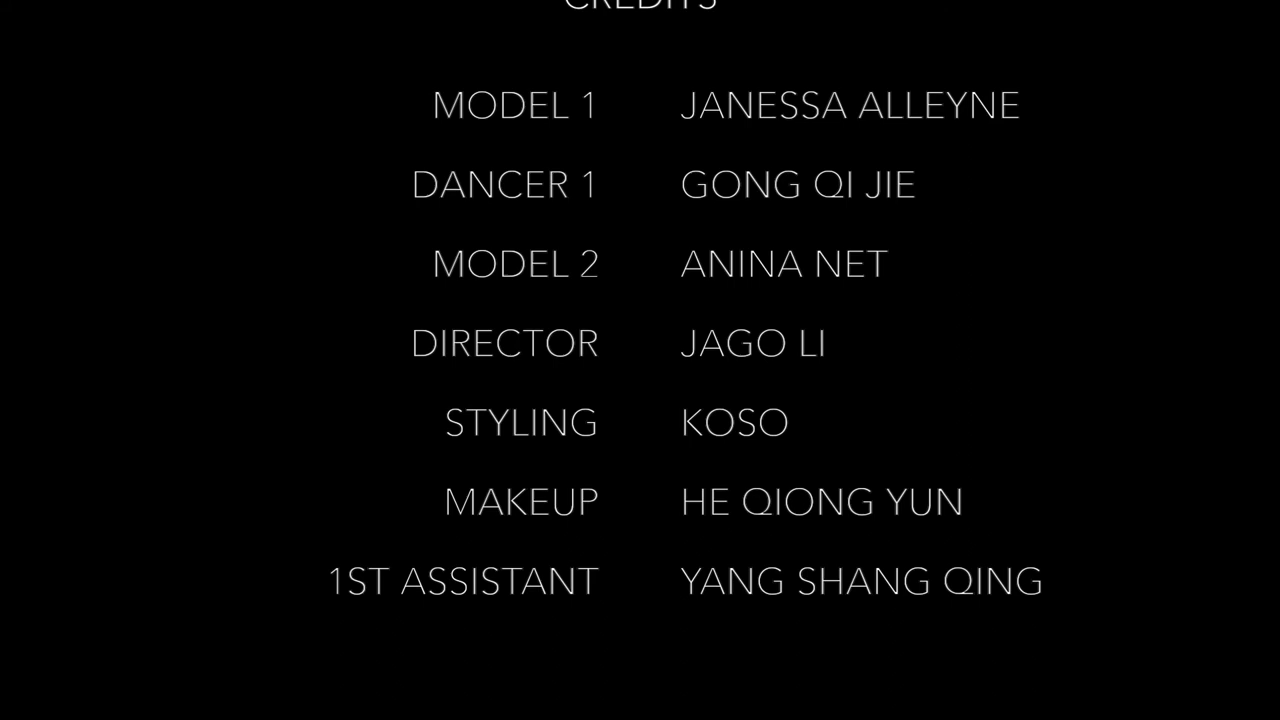 CREDITS
MODEL 1 JANESSA ALLEYNE
DANCER 1 GONG QI JIE
MODEL 2 ANINA NET
DIRECTOR JAGO LI
STYLING KOSO
MAKEUP HE QIONG YUN
1ST ASSISTANT YANG SHANG QING